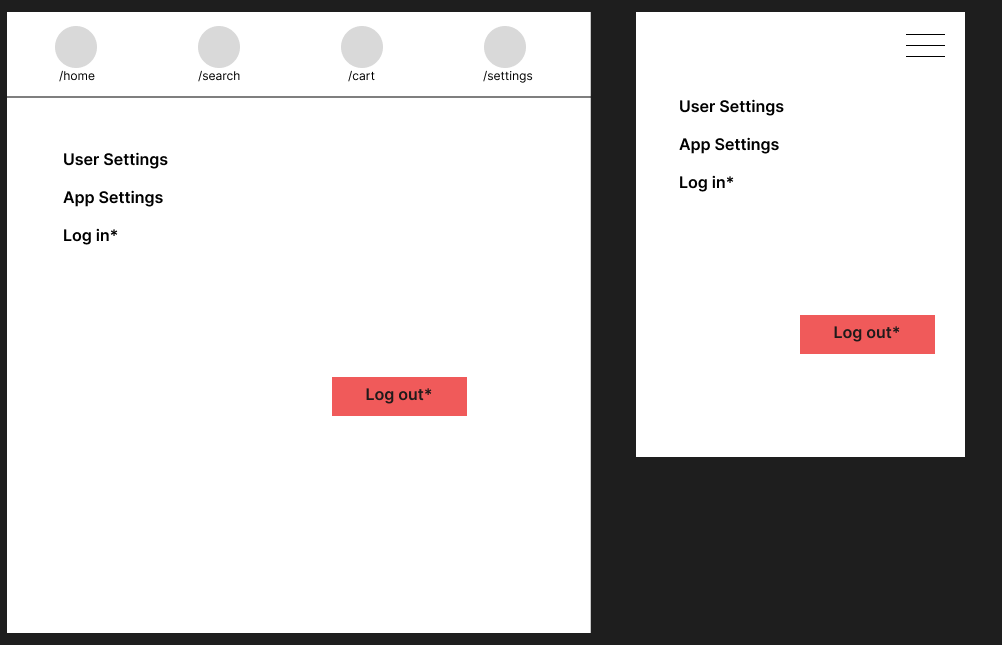 /home
/search
/cart
/settings
User Settings
App Settings
Log in*
Log out*
User Settings
App Settings
Log in*
Log out*